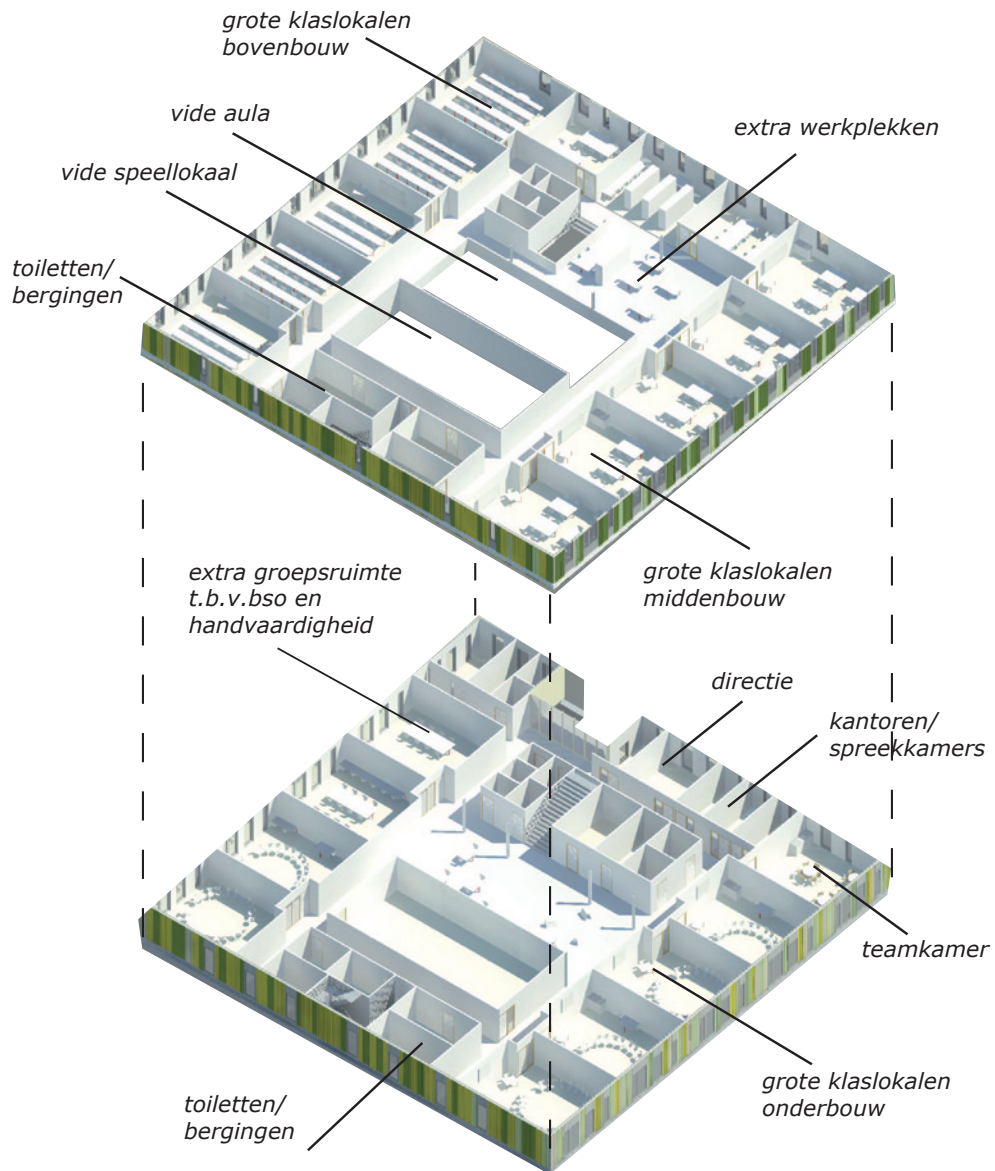 grote klaslokalen
bovenbouw
vide aula
extra werkplekken
vide speellokaal
toiletten/
bergingen
grote klaslokalen
middenbouw
extra groepsruimte
t.b.v.bso en
handvaardigheid
directie
kantoren/
spreekkamers
teamkamer
grote klaslokalen
onderbouw
toiletten/
bergingen